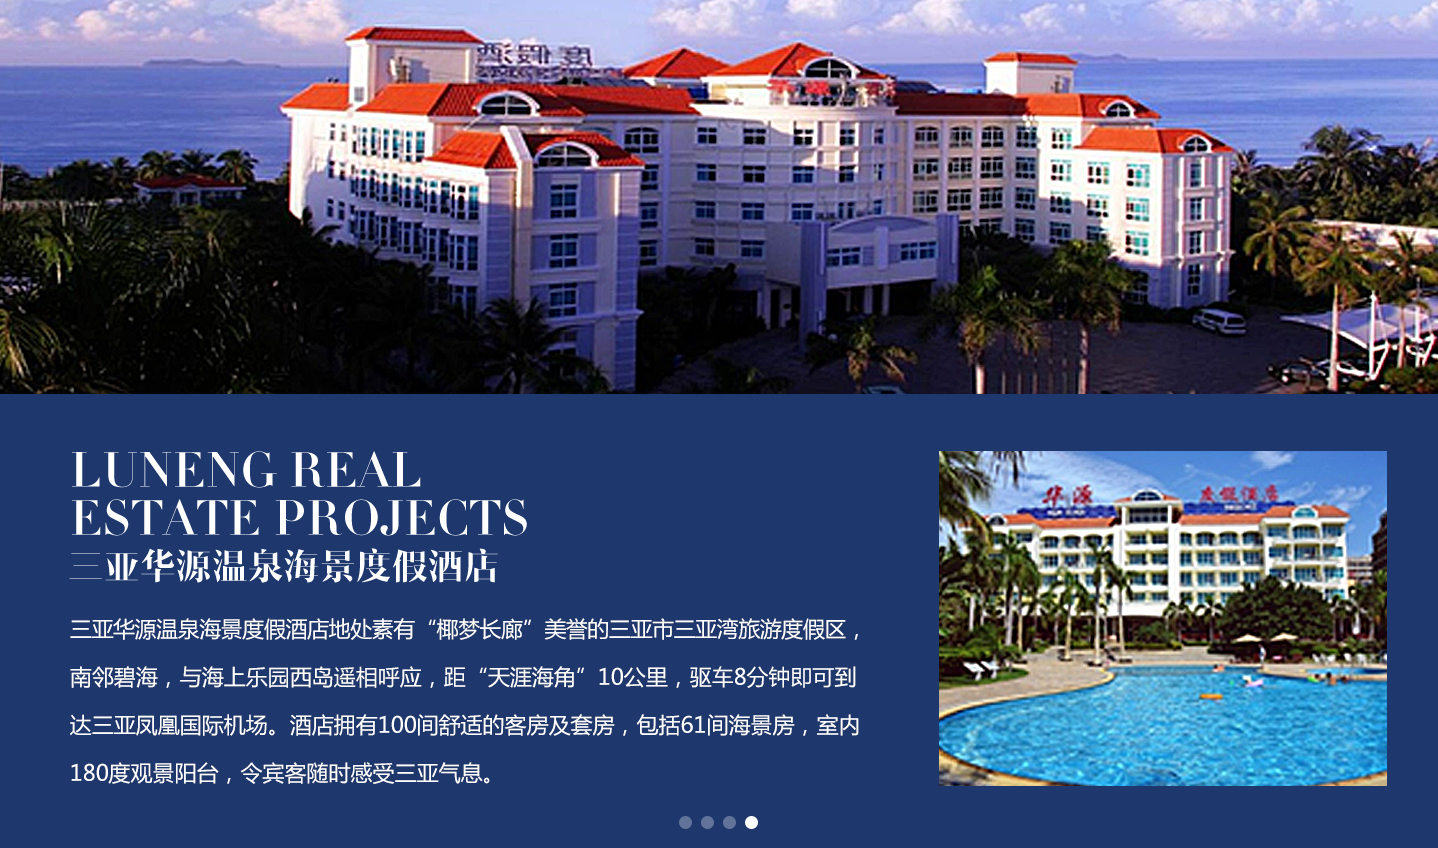 度假酒
LUNENG REAL
ESTATE PROJECTS
三亚华源温泉海景度假酒店
三亚华源温泉海景度假酒店地处素有“椰梦长廊”美誉的三亚市三亚湾旅游度假区，
南邻碧海，与海上乐园西岛遥相呼应，距“天涯海角”10公里，驱车8分钟即可到
达三亚凤凰国际机场。酒店拥有100间舒适的客房及套房，包括61间海景房，室内
180度观景阳台，令宾客随时感受三亚气息。
华源 度假酒店